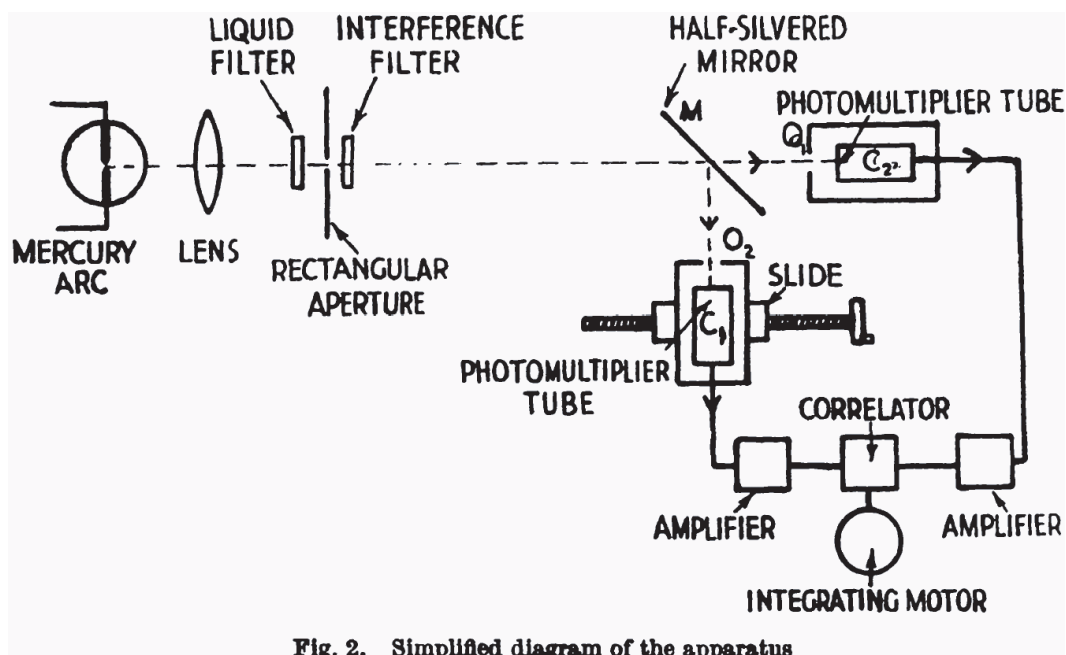 LIQUID
FILTER
INTERFERENCE
FILTER
HALF-SILVERED
MIRROR
M
PHOTOMULTIPLIER TUBE
O1
C2
MERCURY
ARC
LENS
RECTANGULAR
APERTURE
O2
SLIDE
C1
PHOTOMULTIPLIER
TUBE
CORRELATOR
AMPLIFIER
AMPLIFIER
INTEGRATING MOTOR
Fig. 2. Simplified diagram of the apparatus